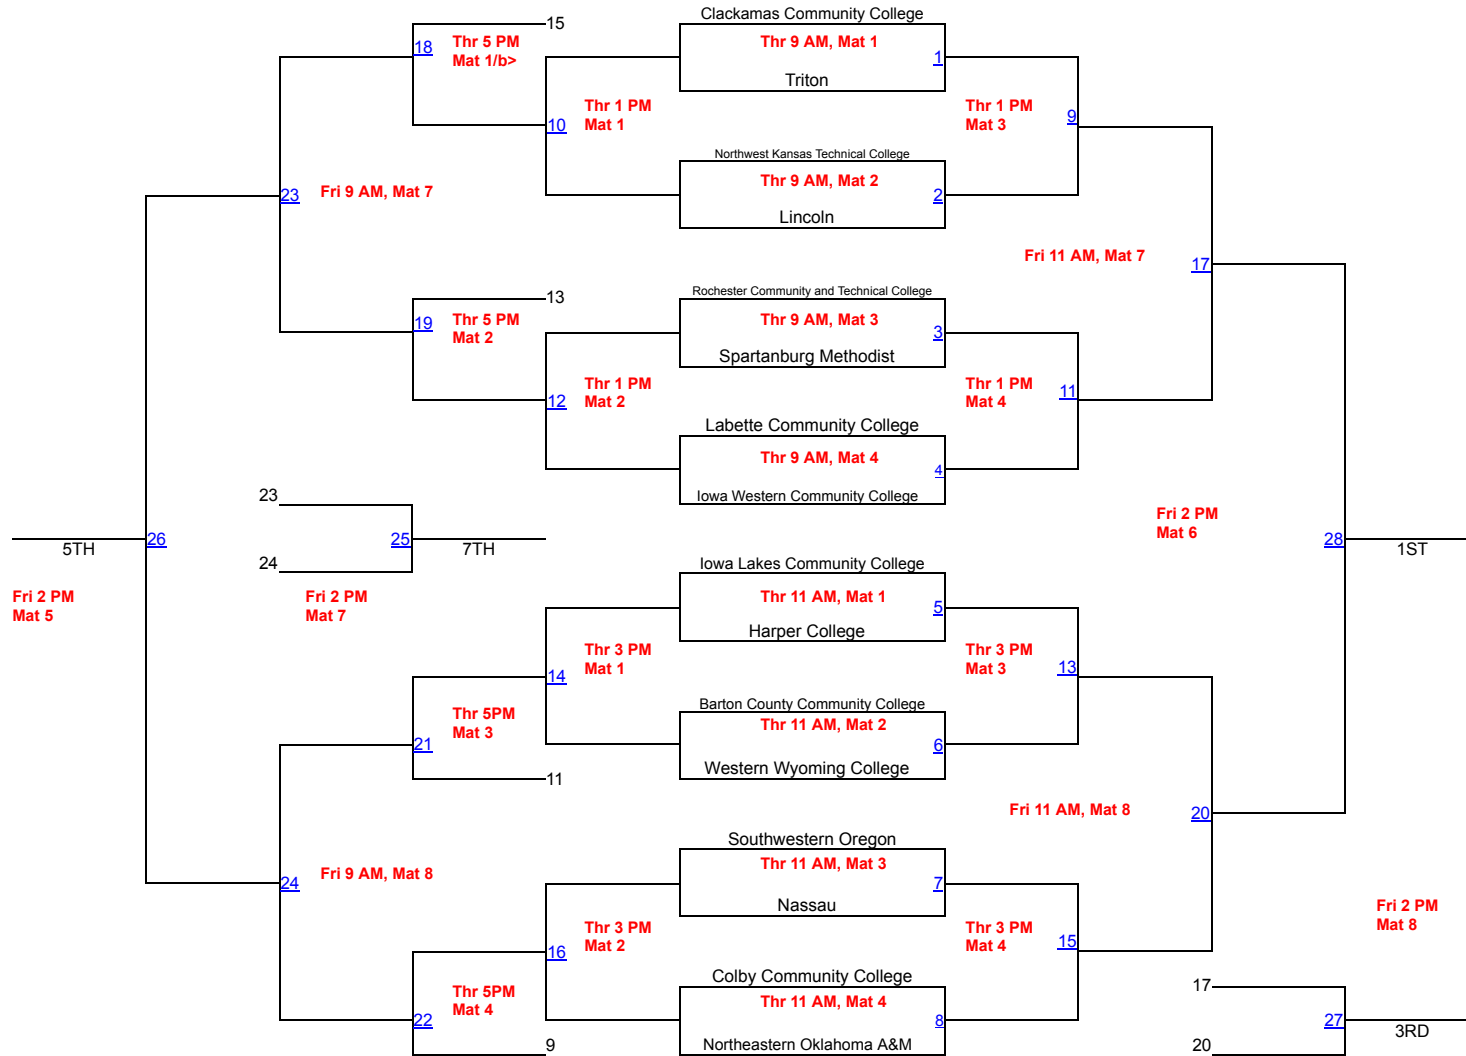 Clackamas Community College
15
Thr 5 PM
Mat 1/b>
18
Thr 9 AM, Mat 1
1
Triton
Thr 1 PM
Mat 1
10
Thr 1 PM
Mat 3
9
Northwest Kansas Technical College
Thr 9 AM, Mat 2
2
Lincoln
23
Fri 9 AM, Mat 7
Fri 11 AM, Mat 7
17
Rochester Community and Technical College
13
Thr 5 PM
Mat 2
19
Thr 9 AM, Mat 3
3
Spartanburg Methodist
Thr 1 PM
Mat 2
12
Thr 1 PM
Mat 4
11
Labette Community College
Thr 9 AM, Mat 4
4
Iowa Western Community College
23
Fri 2 PM
Mat 6
5TH
26
25
7TH
28
1ST
24
Iowa Lakes Community College
Fri 2 PM
Mat 5
Fri 2 PM
Mat 7
Thr 11 AM, Mat 1
5
Harper College
Thr 3 PM
Mat 1
14
Thr 3 PM
Mat 3
13
Barton County Community College
Thr 11 AM, Mat 2
6
Western Wyoming College
Thr 5PM
Mat 3
21
11
Fri 11 AM, Mat 8
20
Southwestern Oregon
Thr 11 AM, Mat 3
7
Nassau
24
Fri 9 AM, Mat 8
Fri 2 PM
Mat 8
Thr 3 PM
Mat 2
16
Thr 3 PM
Mat 4
15
Colby Community College
Thr 11 AM, Mat 4
8
Northeastern Oklahoma A&M
Thr 5PM
Mat 4
22
9
17
27
3RD
20